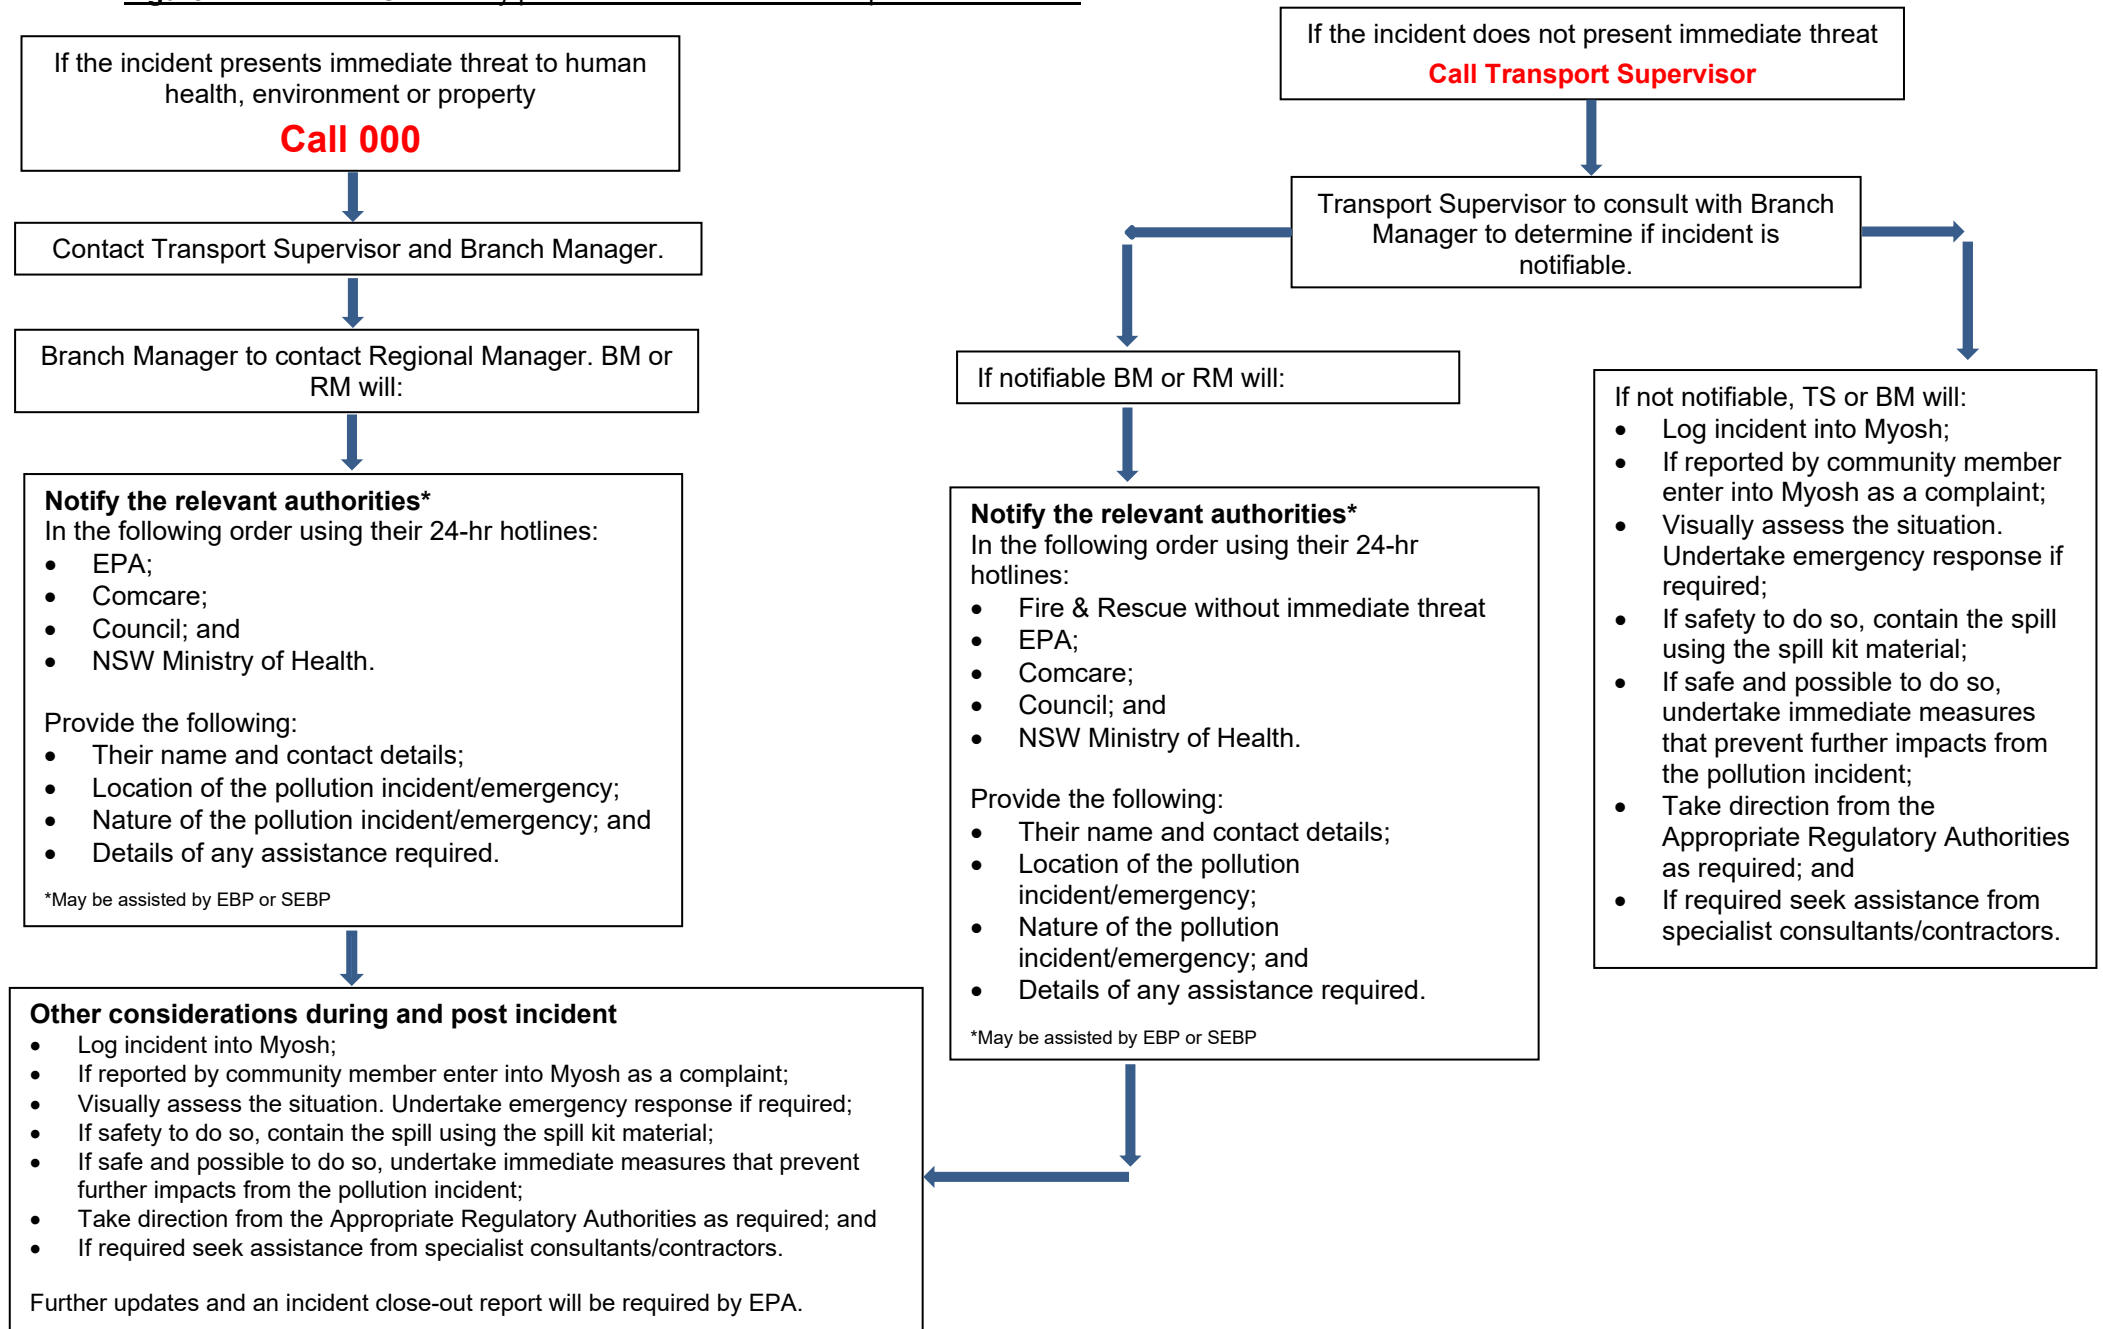 If the incident presents immediate threat to human
health, environment or property
Call 000
Contact Transport Supervisor and Branch Manager.
Branch Manager to contact Regional Manager. BM or
RM will:
Notify the relevant authorities*
In the following order using their 24-hr hotlines:
• EPA;
• Comcare;
• Council; and
• NSW Ministry of Health.
Provide the following:
• Their name and contact details;
• Location of the pollution incident/emergency;
• Nature of the pollution incident/emergency; and
• Details of any assistance required.
*May be assisted by EBP or SEBP
Other considerations during and post incident
• Log incident into Myosh;
• If reported by community member enter into Myosh as a complaint;
• Visually assess the situation. Undertake emergency response if required;
• If safety to do so, contain the spill using the spill kit material;
• If safe and possible to do so, undertake immediate measures that prevent
further impacts from the pollution incident;
• Take direction from the Appropriate Regulatory Authorities as required; and
• If required seek assistance from specialist consultants/contractors.
Further updates and an incident close-out report will be required by EPA.
If the incident does not present immediate threat
Call Transport Supervisor
Transport Supervisor to consult with Branch
Manager to determine if incident is
notifiable.
If notifiable BM or RM will:
Notify the relevant authorities*
In the following order using their 24-hr
hotlines:
• Fire & Rescue without immediate threat
• EPA;
• Comcare;
• Council; and
• NSW Ministry of Health.
Provide the following:
• Their name and contact details;
• Location of the pollution
incident/emergency;
• Nature of the pollution
incident/emergency; and
• Details of any assistance required.
*May be assisted by EBP or SEBP
If not notifiable, TS or BM will:
• Log incident into Myosh;
• If reported by community member
enter into Myosh as a complaint;
• Visually assess the situation.
Undertake emergency response if
required;
• If safety to do so, contain the spill
using the spill kit material;
• If safe and possible to do so,
undertake immediate measures
that prevent further impacts from
the pollution incident;
• Take direction from the
Appropriate Regulatory Authorities
as required; and
• If required seek assistance from
specialist consultants/contractors.